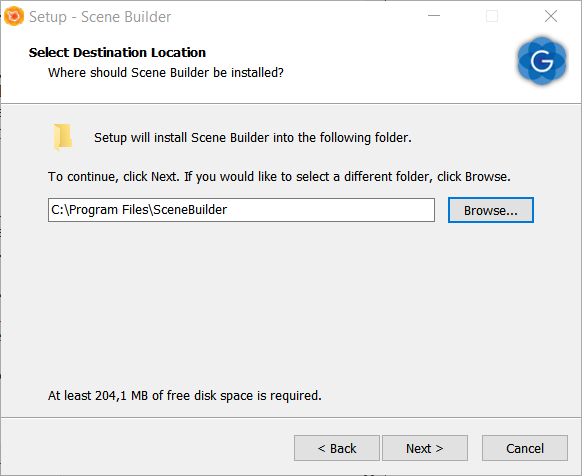 Setup - Scene Builder
Select Destination Location
Where should Scene Builder be installed?
G
Setup will install Scene Builder into the following folder.
To continue, click Next. If you would like to select a different folder, click Browse.
C:\Program Files\SceneBuilder
Browse...
At least 204,1 MB of free disk space is required.
< Back
Next >
Cancel